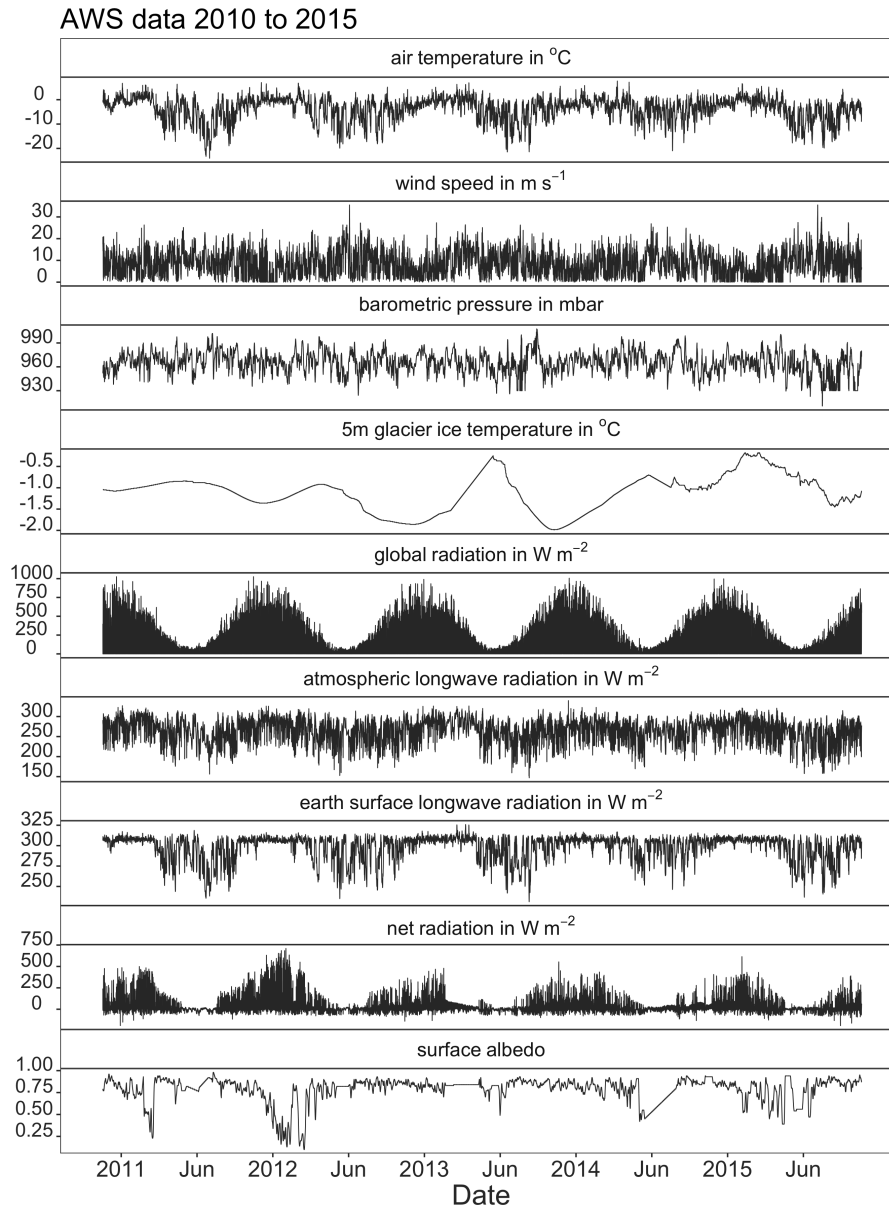 AWS data 2010 to 2015
air temperature in °C
0
-10
-20
wind speed in m s⁻¹
30
20
10
0
barometric pressure in mbar
990
960
930
5m glacier ice temperature in °C
-0.5
-1.0
-1.5
-2.0
global radiation in W m⁻²
1000
750
500
250
0
atmospheric longwave radiation in W m⁻²
300
250
200
150
earth surface longwave radiation in W m⁻²
325
300
275
250
net radiation in W m⁻²
750
500
250
0
surface albedo
1.00
0.75
0.50
0.25
2011 Jun 2012 Jun 2013 Jun 2014 Jun 2015 Jun
Date